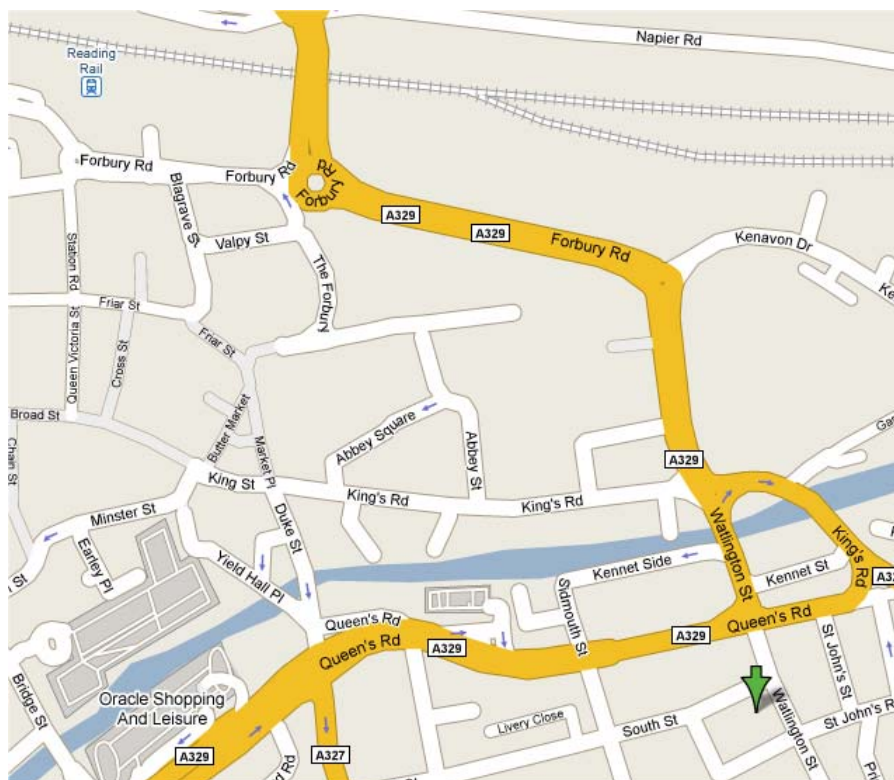 Napier Rd
Reading
Rail
Forbury Rd
Forbury Rd
Forbury Rd
A329
A329
Forbury Rd
Kenavon Dr
Blagrave St
Valpy St
Station Rd
The Forbury
Friar St
Friar St
Queen Victoria St
Cross St
Broad St
Butter Market
Market Pl
Abbey Square
Abbey St
Chan St
King St
King's Rd
King's Rd
A329
Minster St
Duke St
Watlington St
King's Rd
Earley Pl
Yield Hall Pl
Kennet Side
Kennet St
Sidmouth St
Queen's Rd
Queen's Rd
A329
A329
Queen's Rd
St John's St
Bridge St
Oracle Shopping
And Leisure
Livery Close
South St
Watlington St
St John's R
A329
A327